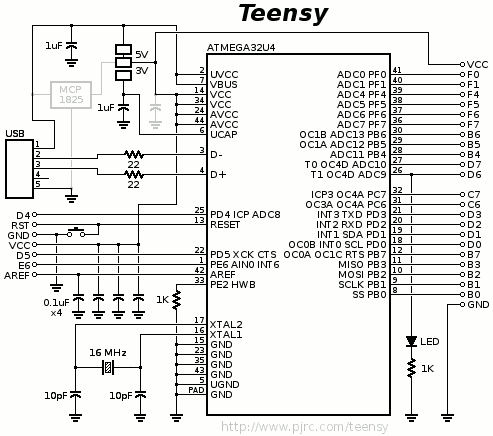 Teensy
ATMEGA32U4
1uF
5V
3V
MCP
1825
1uF
USB
1
2
3
4
5
22
22
2 UVCC
7 VBUS
14 VCC
34 VCC
24 AVCC
44 AVCC
6 UCAP
3 D-
4 D+
D4 25 PD4 ICP ADC8
RST 13 RESET
GND
VCC
D5 22 PD5 XCK CTS
E6 1 PE6 AIN0 INT6
AREF 42 AREF
33 PE2 HWB
0.1uF
x4
1K
17 XTAL2
16 XTAL1
15 GND
23 GND
35 GND
43 GND
5 UGND
PAD GND
16 MHz
10pF
10pF
VCC
ADC0 PF0 41 F0
ADC1 PF1 40 F1
ADC4 PF4 39 F4
ADC5 PF5 38 F5
ADC6 PF6 37 F6
ADC7 PF7 36 F7
OC1B ADC13 PB6 30 B6
OC1A ADC12 PB5 29 B5
ADC11 PB4 28 B4
T0 OC4D ADC10 27 D7
T1 OC4D ADC9 26 D6
ICP3 OC4A PC7 32 C7
OC3A OC4A PC6 31 C6
INT3 TXD PD3 21 D3
INT2 RXD PD2 20 D2
INT1 SDA PD1 19 D1
OC0B INT0 SCL PD0 18 D0
OC0A OC1C RTS PB7 12 B7
MISO PB3 11 B3
MOSI PB2 10 B2
SCLK PB1 9 B1
SS PB0 8 B0
GND
LED
1K
http://www.pjrc.com/teensy